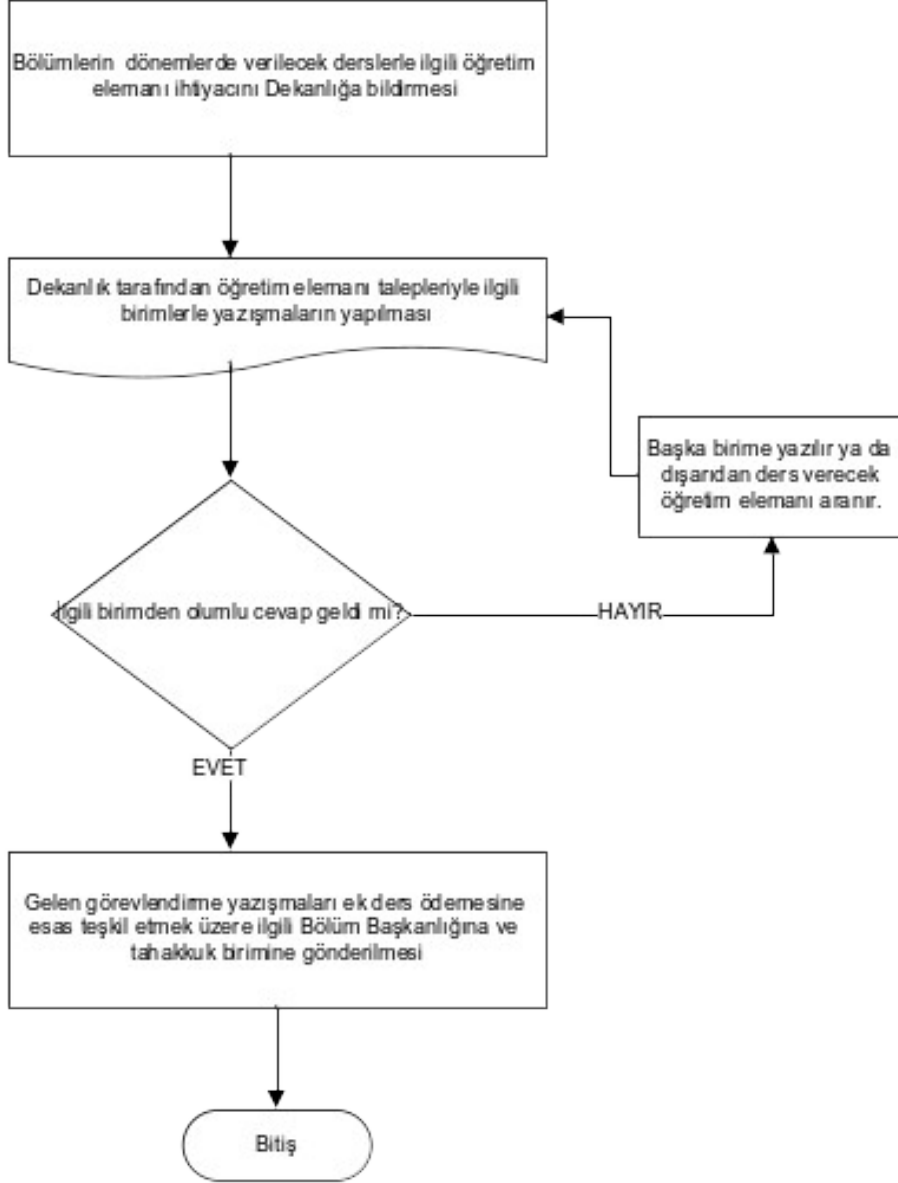 Bölümlerin dönemlerde verilecek derslerle ilgili öğretim
elemanı ihtiyacını Dekanlığa bildirmesi
Dekanlık tarafından öğretim elemanı talepleriyle ilgili
birimlerle yazışmaların yapılması
Başka birime yazılır ya da
dışarıdan ders verecek
öğretim elemanı aranır.
İlgili birimden olumlu cevap geldi mi?
HAYIR
EVET
Gelen görevlendirme yazışmaları ek ders ödemesine
esas teşkil etmek üzere ilgili Bölüm Başkanlığına ve
tahakkuk birimine gönderilmesi
Bitiş